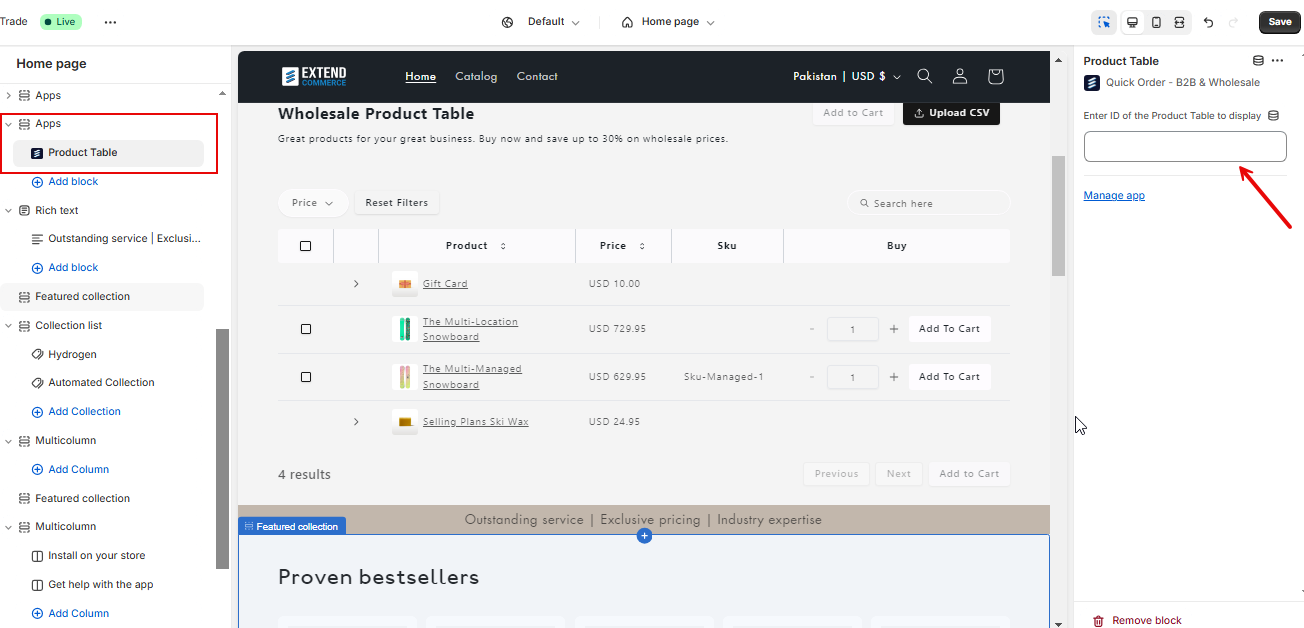 Trade
Live
Default
Home page
Save
Home page
Apps
Apps
Product Table
Add block
Rich text
Outstanding service | Exclusi...
Add block
Featured collection
Collection list
Hydrogen
Automated Collection
Add Collection
Multicolumn
Add Column
Featured collection
Multicolumn
Install on your store
Get help with the app
Add Column
EXTEND
COMMERCE
Home
Catalog
Contact
Pakistan | USD $
Wholesale Product Table
Add to Cart
Upload CSV
Great products for your great business. Buy now and save up to 30% on wholesale prices.
Price
Reset Filters
Search here
Product
Price
Sku
Buy
Gift Card
USD 10.00
The Multi-Location
Snowboard
USD 729.95
- 1 +
Add To Cart
The Multi-Managed
Snowboard
USD 629.95
Sku-Managed-1
- 1 +
Add To Cart
Selling Plans Ski Wax
USD 24.95
4 results
Previous
Next
Add to Cart
Outstanding service | Exclusive pricing | Industry expertise
Featured collection
Proven bestsellers
Product Table
Quick Order - B2B & Wholesale
Enter ID of the Product Table to display
Manage app
Remove block